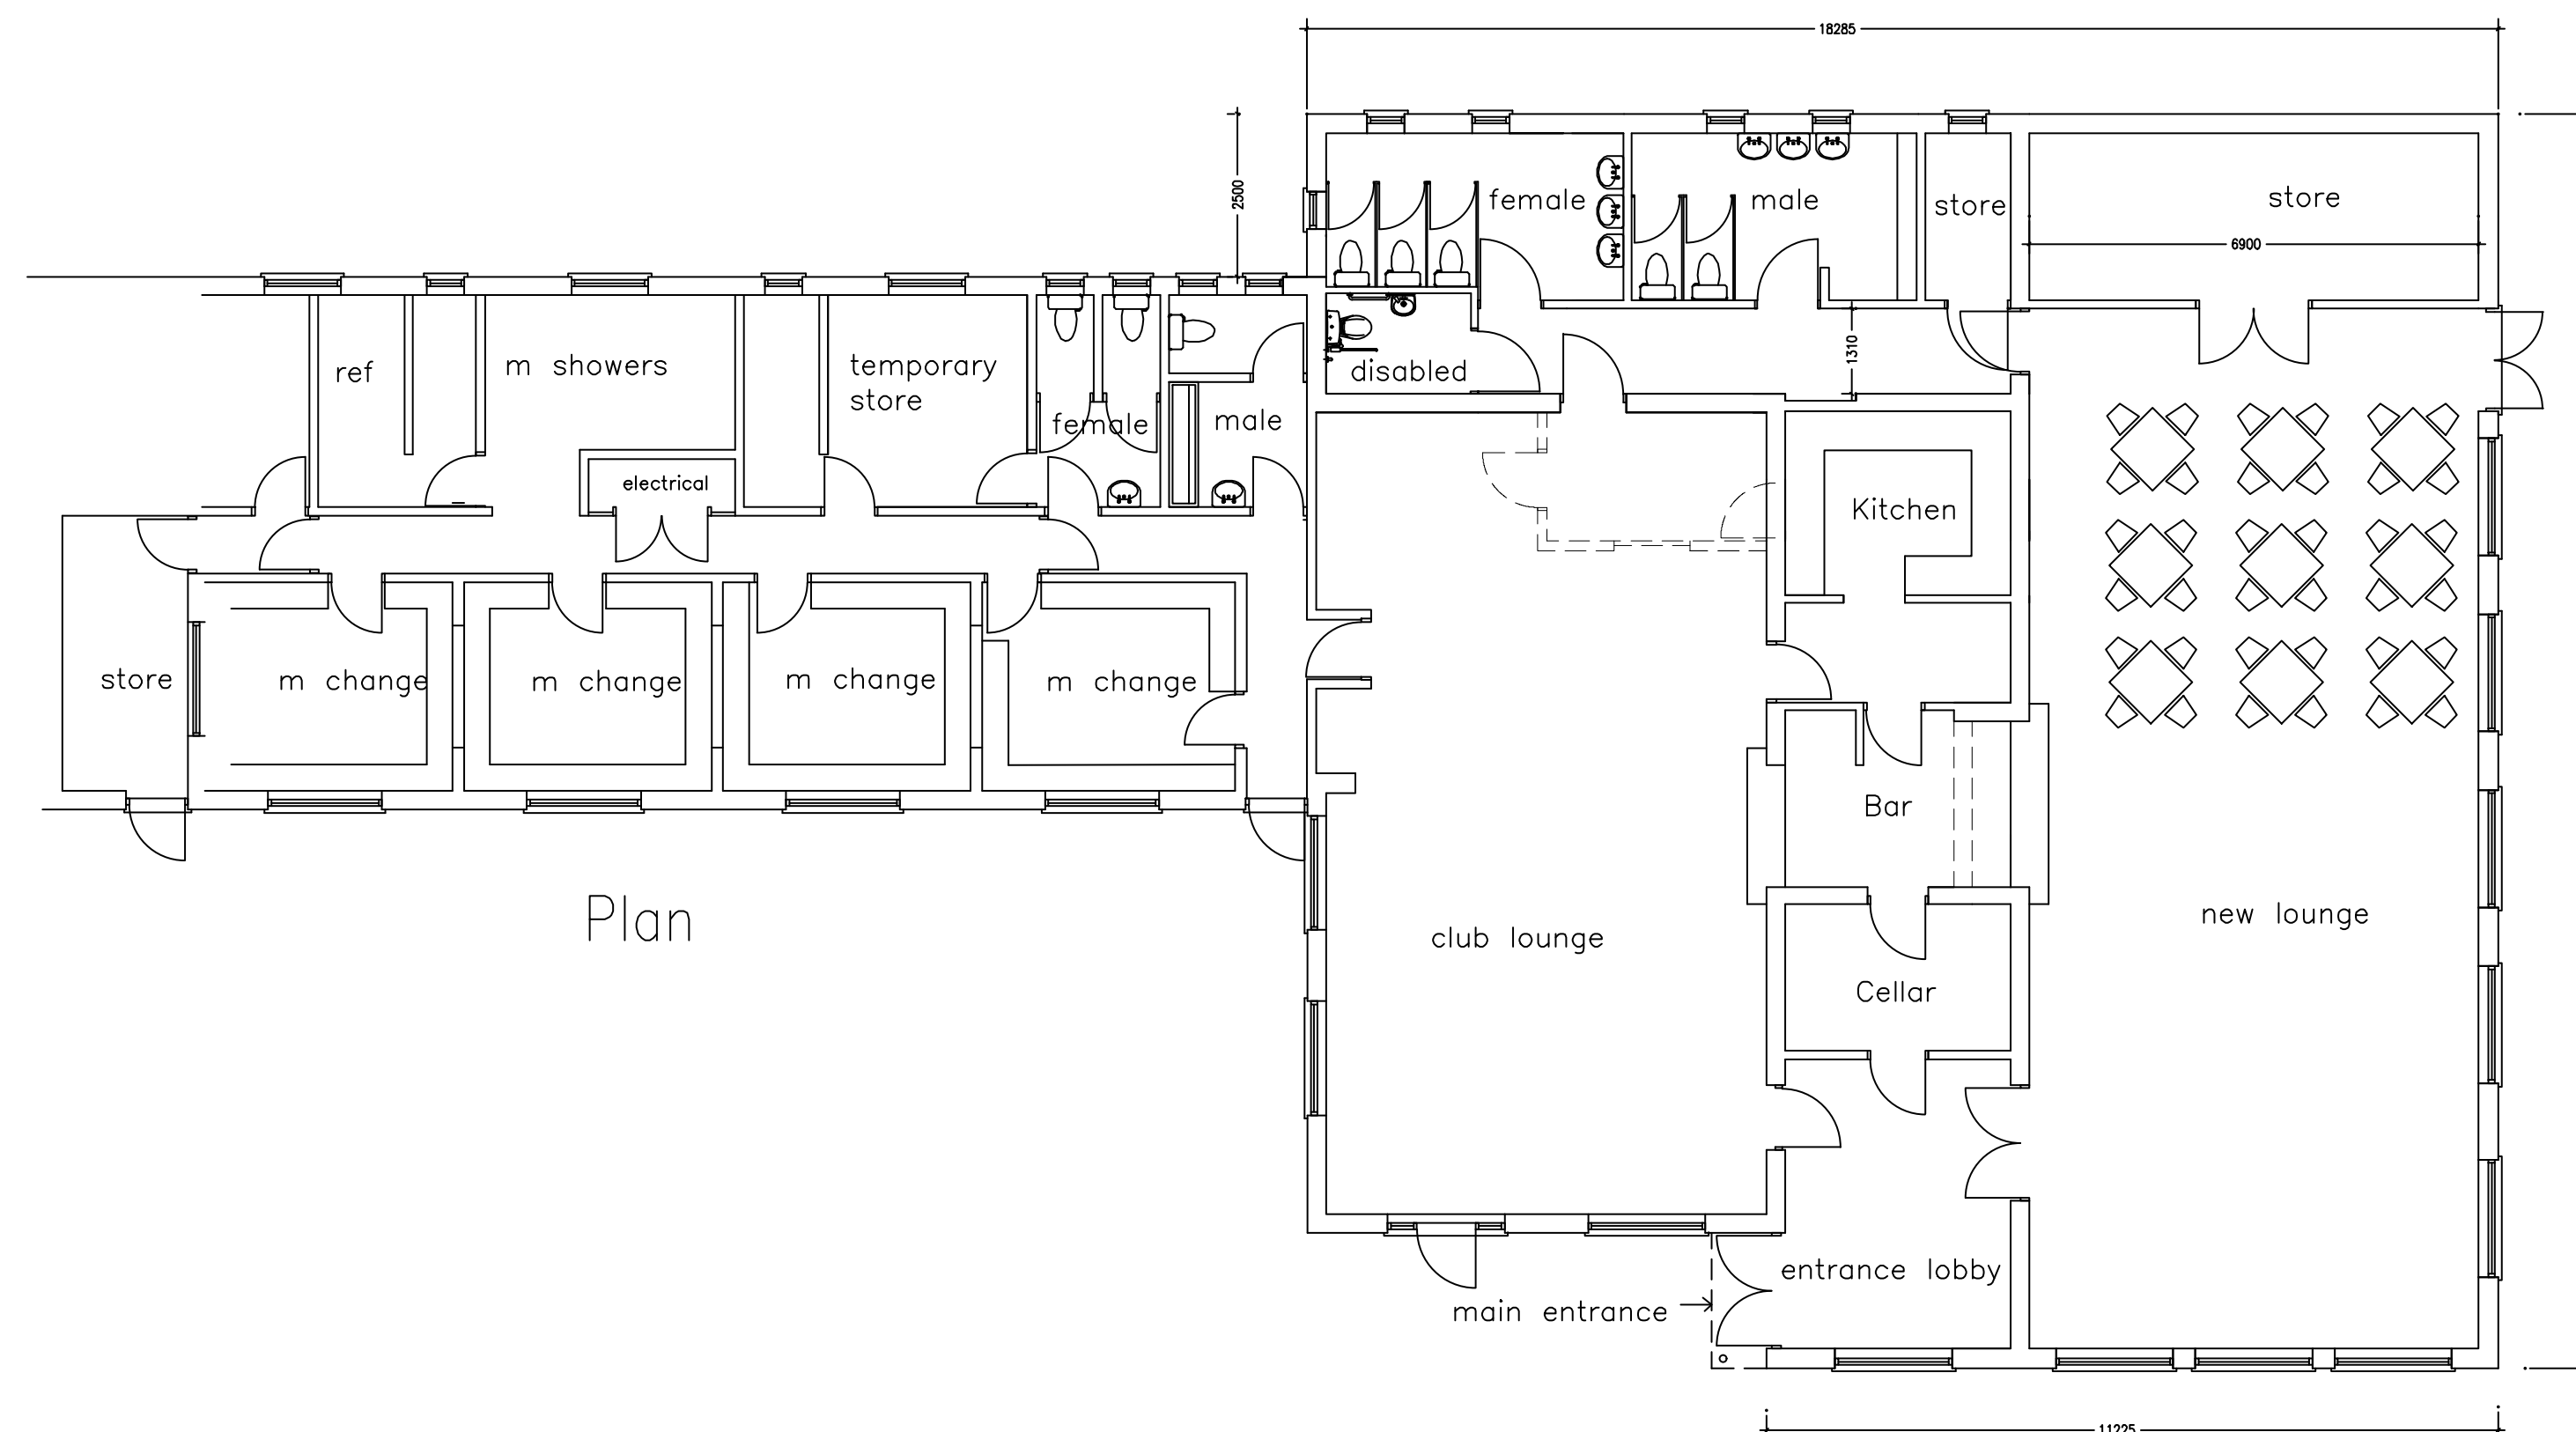 18285
2500
female
male
store
store
6900
ref
m showers
temporary
store
female
male
disabled
1310
electrical
Kitchen
store
m change
m change
m change
m change
Bar
Plan
club lounge
new lounge
Cellar
entrance lobby
main entrance
11225